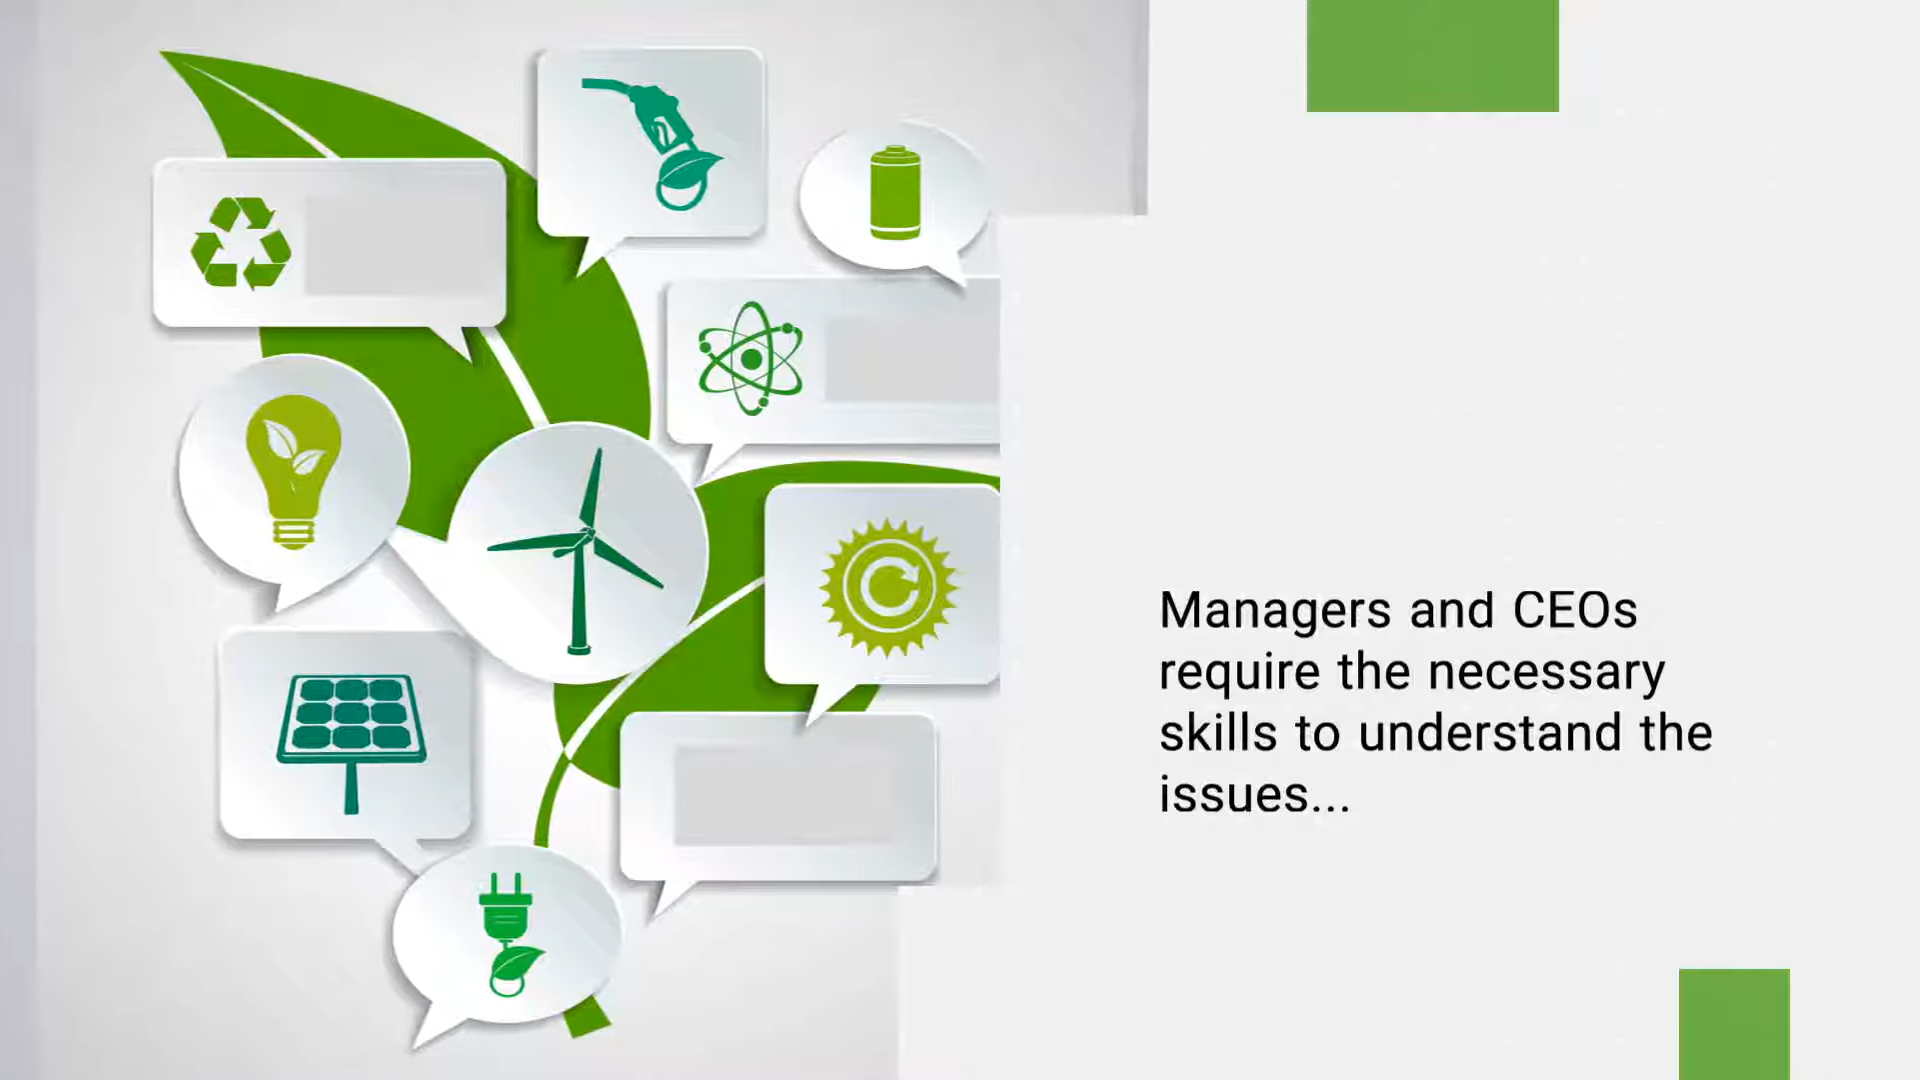 Managers and CEOs
require the necessary
skills to understand the
issues...